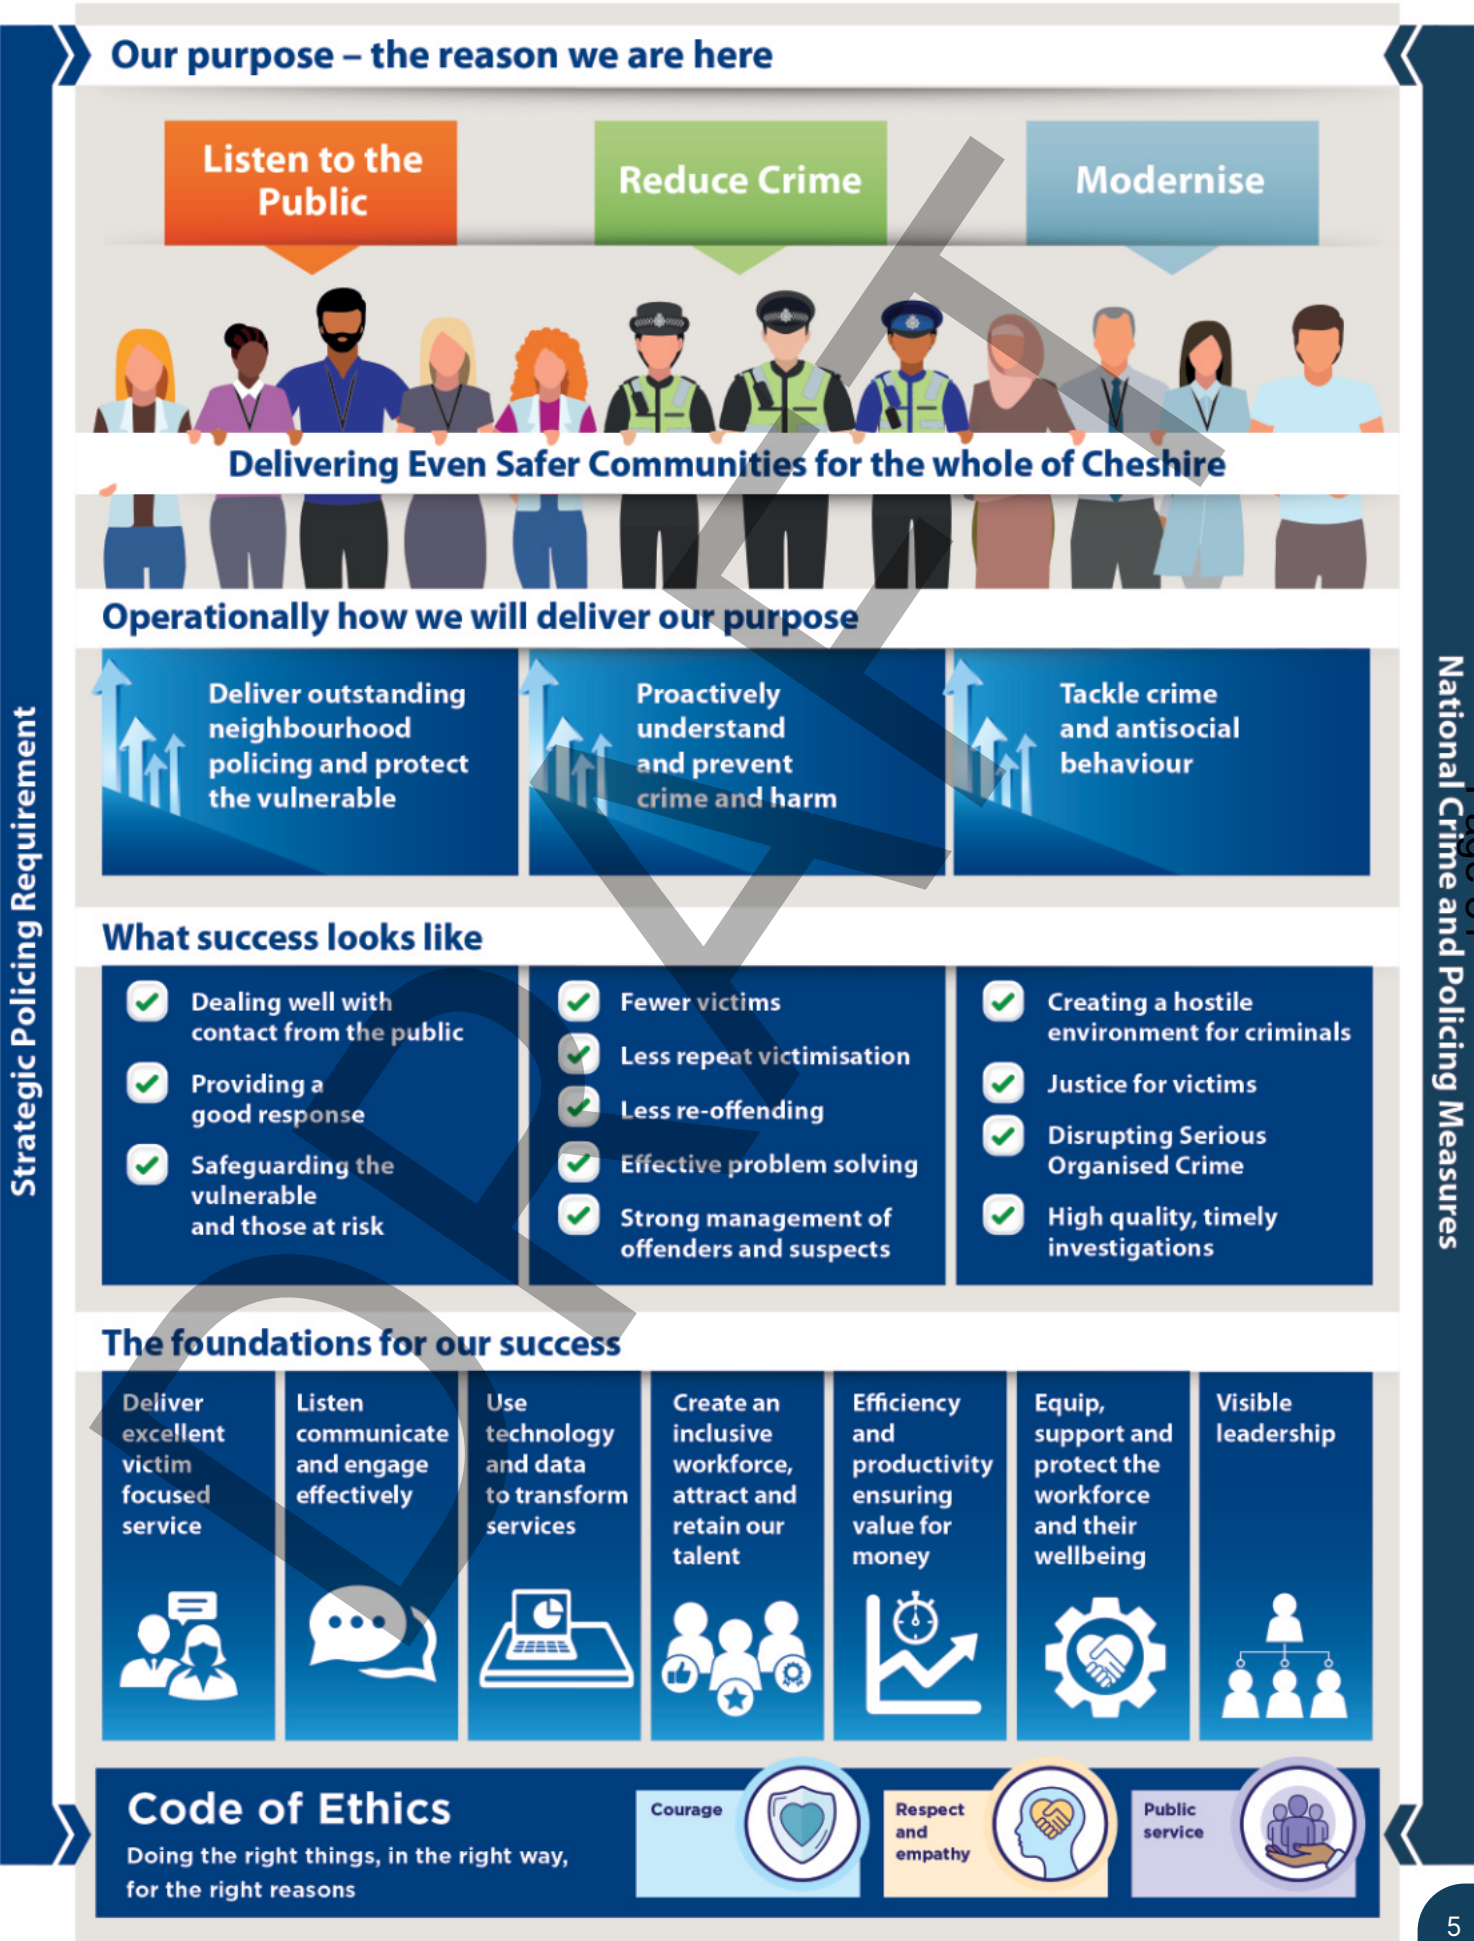 Our purpose – the reason we are here
Listen to the
Public
Reduce Crime
Modernise
Delivering Even Safer Communities for the whole of Cheshire
Operationally how we will deliver our purpose
Deliver outstanding
neighbourhood
policing and protect
the vulnerable
Proactively
understand
and prevent
crime and harm
Tackle crime
and antisocial
behaviour
What success looks like
Dealing well with
contact from the public
Providing a
good response
Safeguarding the
vulnerable
and those at risk
Fewer victims
Less repeat victimisation
Less re-offending
Effective problem solving
Strong management of
offenders and suspects
Creating a hostile
environment for criminals
Justice for victims
Disrupting Serious
Organised Crime
High quality, timely
investigations
The foundations for our success
Deliver
excellent
victim
focused
service
Listen
communicate
and engage
effectively
Use
technology
and data
to transform
services
Create an
inclusive
workforce,
attract and
retain our
talent
Efficiency
and
productivity
ensuring
value for
money
Equip,
support and
protect the
workforce
and their
wellbeing
Visible
leadership
Code of Ethics
Doing the right things, in the right way,
for the right reasons
Courage
Respect
and
empathy
Public
service
Strategic Policing Requirement
National Crime and Policing Measures
DRAFT
5